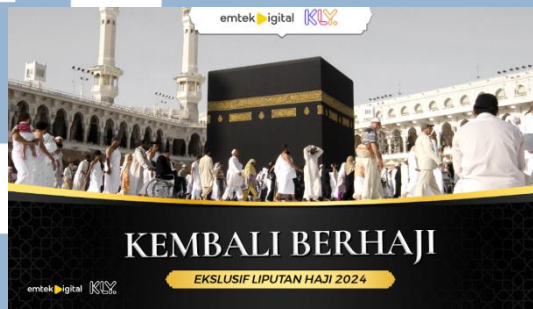 emtek digital KLY.
KEMBALI BERHAJI
EKSLUSIF LIPUTAN HAJI 2024
emtek digital KLY.